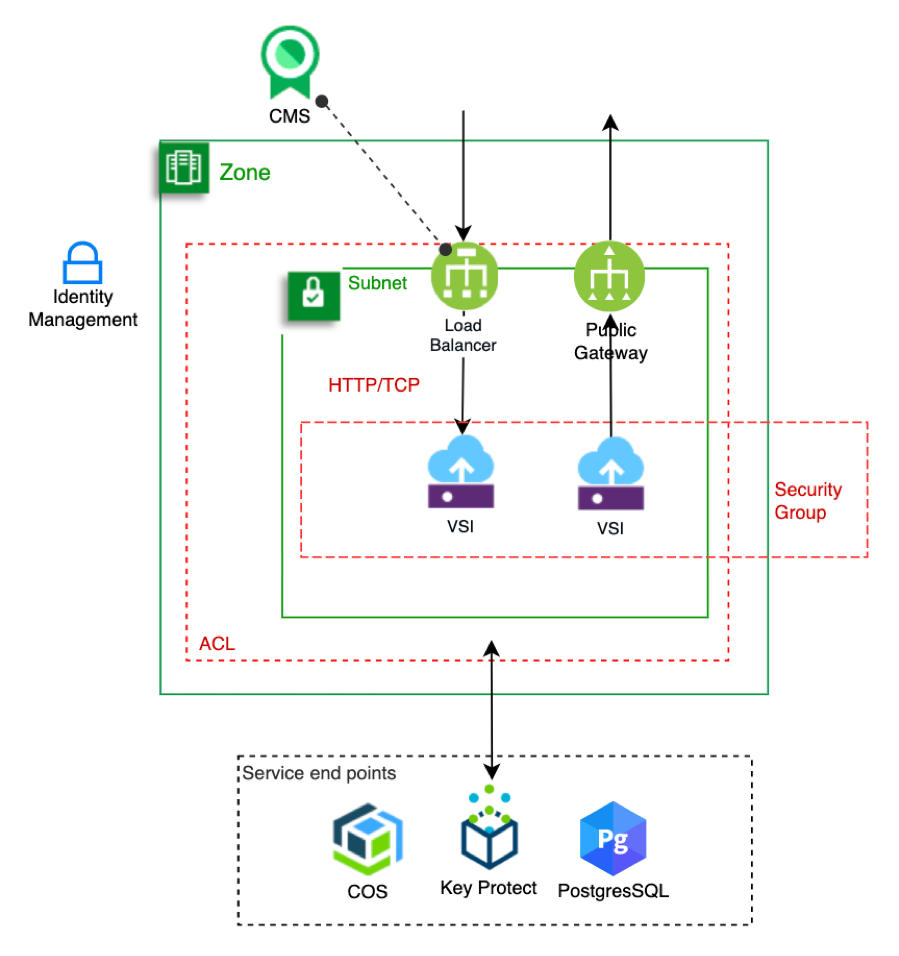 CMS
Zone
Identity
Management
Subnet
Load
Balancer
Public
Gateway
HTTP/TCP
VSI
VSI
Security
Group
ACL
Service end points
COS
Key Protect
Pg
PostgresSQL